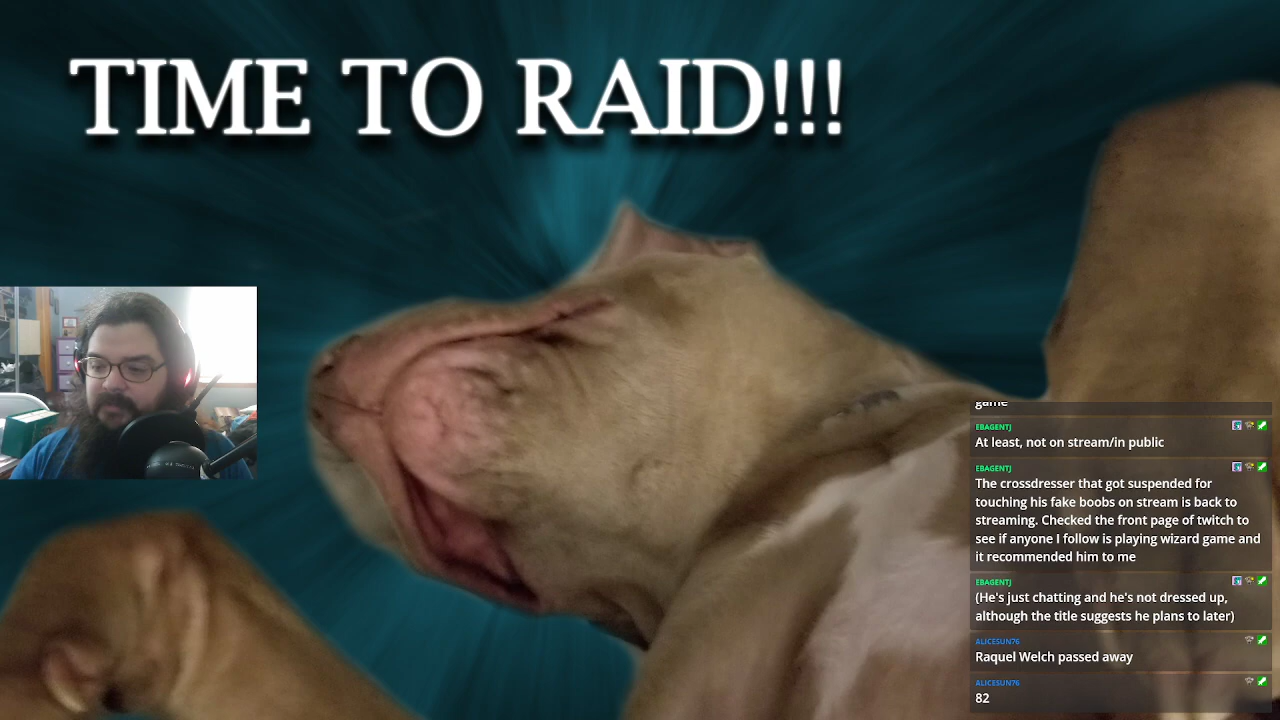 TIME TO RAID!!!
game
EBAGENTJ
At least, not on stream/in public
EBAGENTJ
The crossdresser that got suspended for
touching his fake boobs on stream is back to
streaming. Checked the front page of twitch to
see if anyone I follow is playing wizard game and
it recommended him to me
EBAGENTJ
(He's just chatting and he's not dressed up,
although the title suggests he plans to later)
ALICESUN76
Raquel Welch passed away
ALICESUN76
82